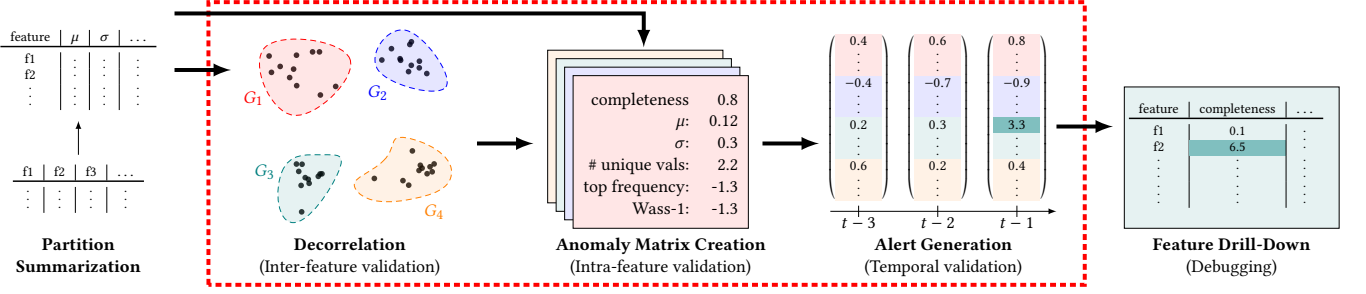 feature μ σ ...
f1
f2
f1 f2 f3 ...
Partition
Summarization
G1
G2
G3
G4
Decorrelation
(Inter-feature validation)
completeness 0.8
μ: 0.12
σ: 0.3
# unique vals: 2.2
top frequency: -1.3
Wass-1: -1.3
Anomaly Matrix Creation
(Intra-feature validation)
0.4 0.6 0.8
−0.4 −0.7 −0.9
0.2 0.3 3.3
0.6 0.2 0.4
t − 3 t − 2 t − 1
Alert Generation
(Temporal validation)
feature completeness ...
f1 0.1
f2 6.5
Feature Drill-Down
(Debugging)